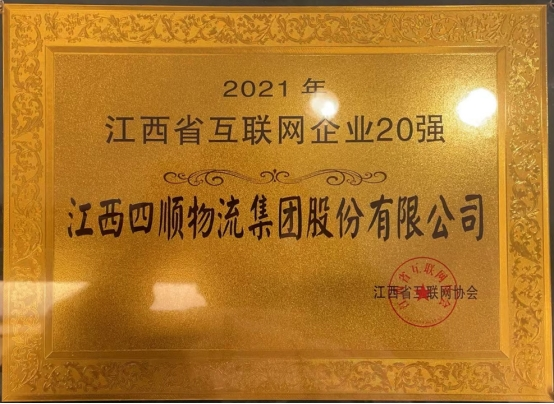 2021 年
江西省互联网企业20强
江西四顺物流集团股份有限公司
江西省互联网协会